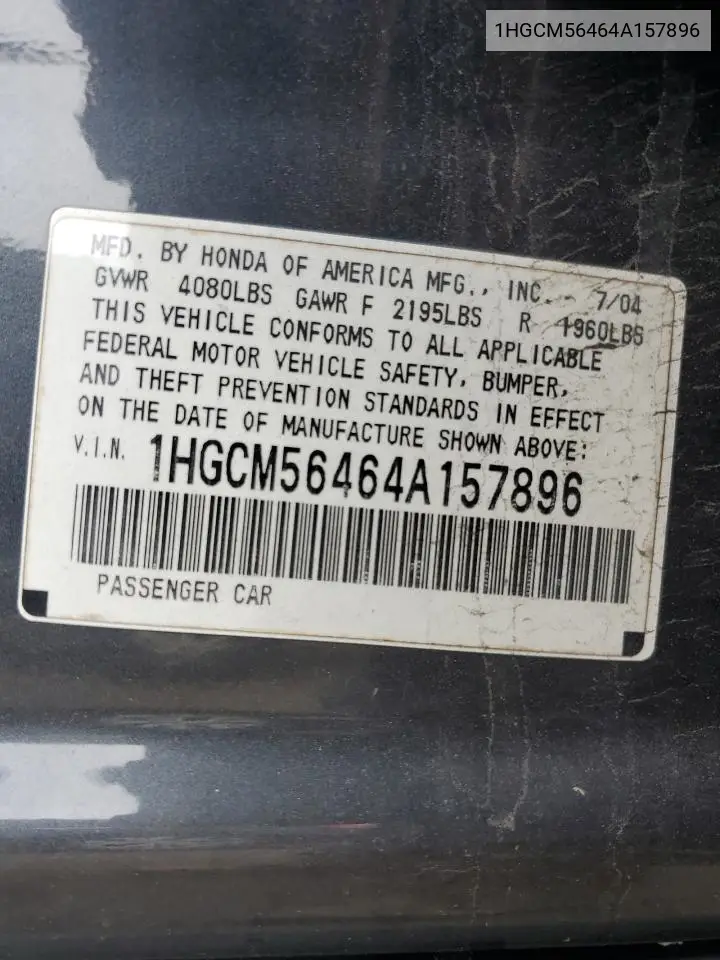 1HGCM56464A157896
MFD. BY HONDA OF AMERICA MFG., INC. 7/04
GVWR 4080LBS GAWR F 2195LBS R 1960LBS
THIS VEHICLE CONFORMS TO ALL APPLICABLE
FEDERAL MOTOR VEHICLE SAFETY, BUMPER,
AND THEFT PREVENTION STANDARDS IN EFFECT
ON THE DATE OF MANUFACTURE SHOWN ABOVE:
V.I.N. 1HGCM56464A157896
PASSENGER CAR